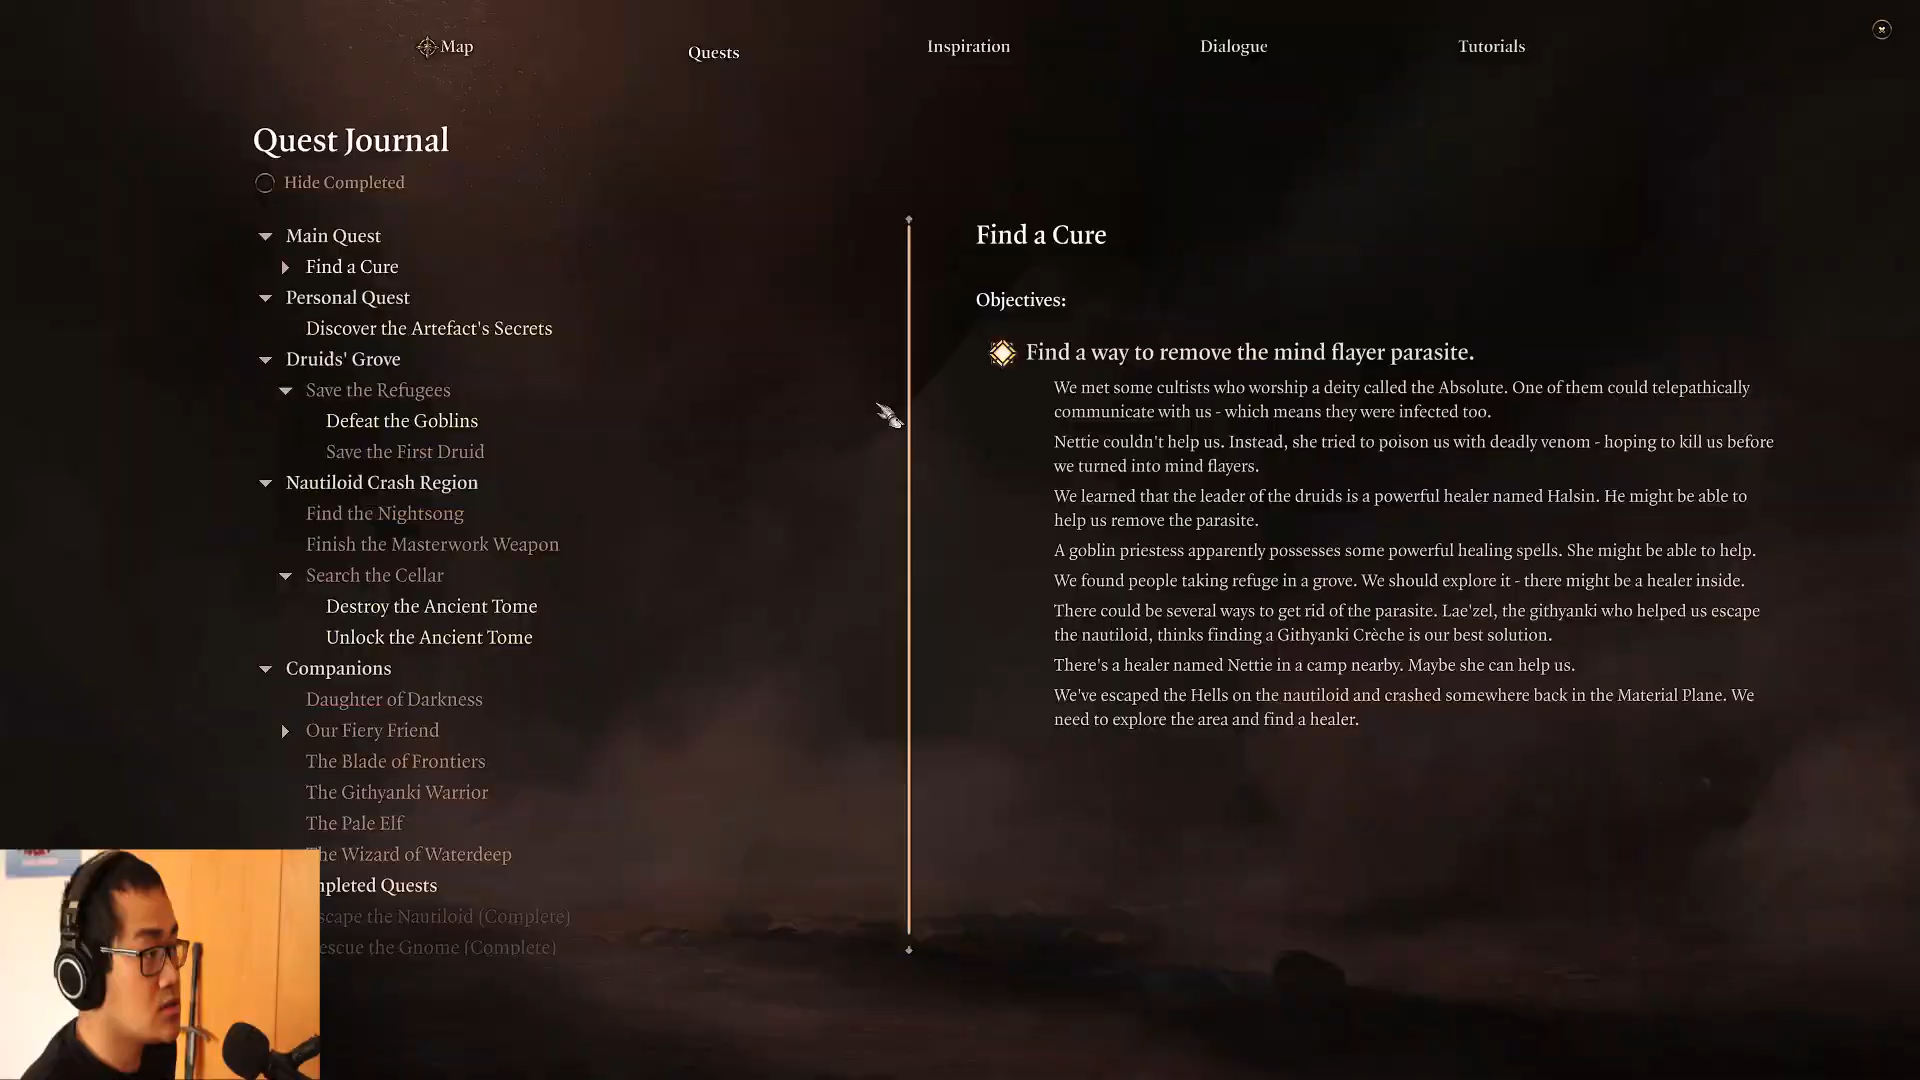 Map
Quests
Inspiration
Dialogue
Tutorials
Quest Journal
Hide Completed
Main Quest
Find a Cure
Personal Quest
Discover the Artefact's Secrets
Druids' Grove
Save the Refugees
Defeat the Goblins
Save the First Druid
Nautiloid Crash Region
Find the Nightsong
Finish the Masterwork Weapon
Search the Cellar
Destroy the Ancient Tome
Unlock the Ancient Tome
Companions
Daughter of Darkness
Our Fiery Friend
The Blade of Frontiers
The Githyanki Warrior
The Pale Elf
he Wizard of Waterdeep
mpleted Quests
scape the Nautiloid (Complete)
escue the Gnome (Complete)
Find a Cure
Objectives:
Find a way to remove the mind flayer parasite.
We met some cultists who worship a deity called the Absolute. One of them could telepathically
communicate with us - which means they were infected too.
Nettie couldn't help us. Instead, she tried to poison us with deadly venom - hoping to kill us before
we turned into mind flayers.
We learned that the leader of the druids is a powerful healer named Halsin. He might be able to
help us remove the parasite.
A goblin priestess apparently possesses some powerful healing spells. She might be able to help.
We found people taking refuge in a grove. We should explore it - there might be a healer inside.
There could be several ways to get rid of the parasite. Lae'zel, the githyanki who helped us escape
the nautiloid, thinks finding a Githyanki Crèche is our best solution.
There's a healer named Nettie in a camp nearby. Maybe she can help us.
We've escaped the Hells on the nautiloid and crashed somewhere back in the Material Plane. We
need to explore the area and find a healer.